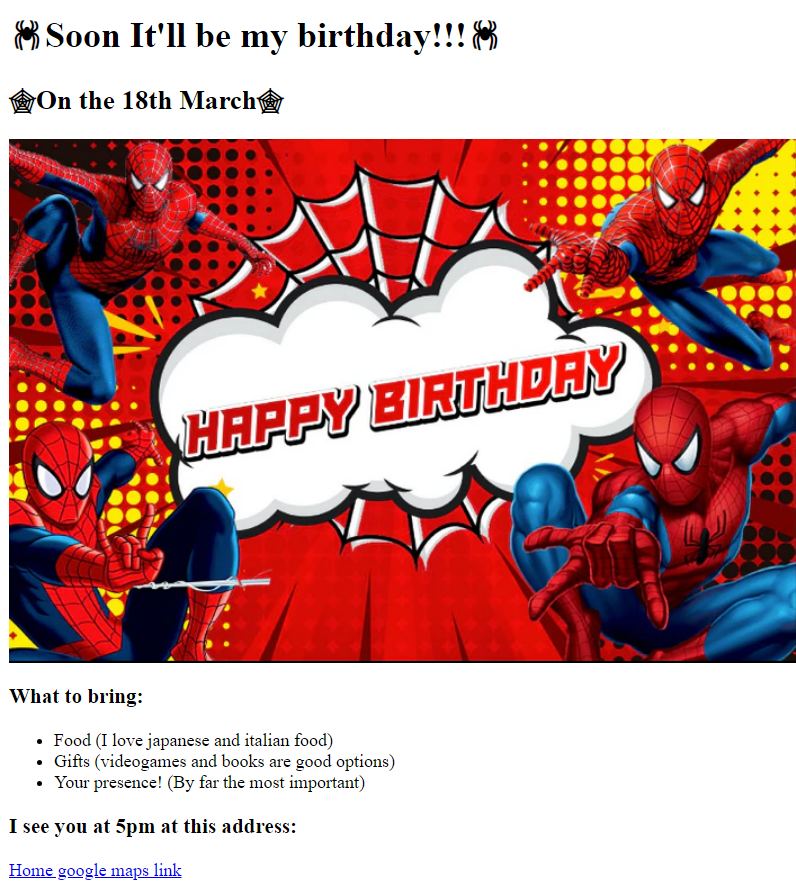 🕷Soon It'll be my birthday!!!🕷
🕸On the 18th March🕸
HAPPY BIRTHDAY
What to bring:
• Food (I love japanese and italian food)
• Gifts (videogames and books are good options)
• Your presence! (By far the most important)
I see you at 5pm at this address:
Home google maps link